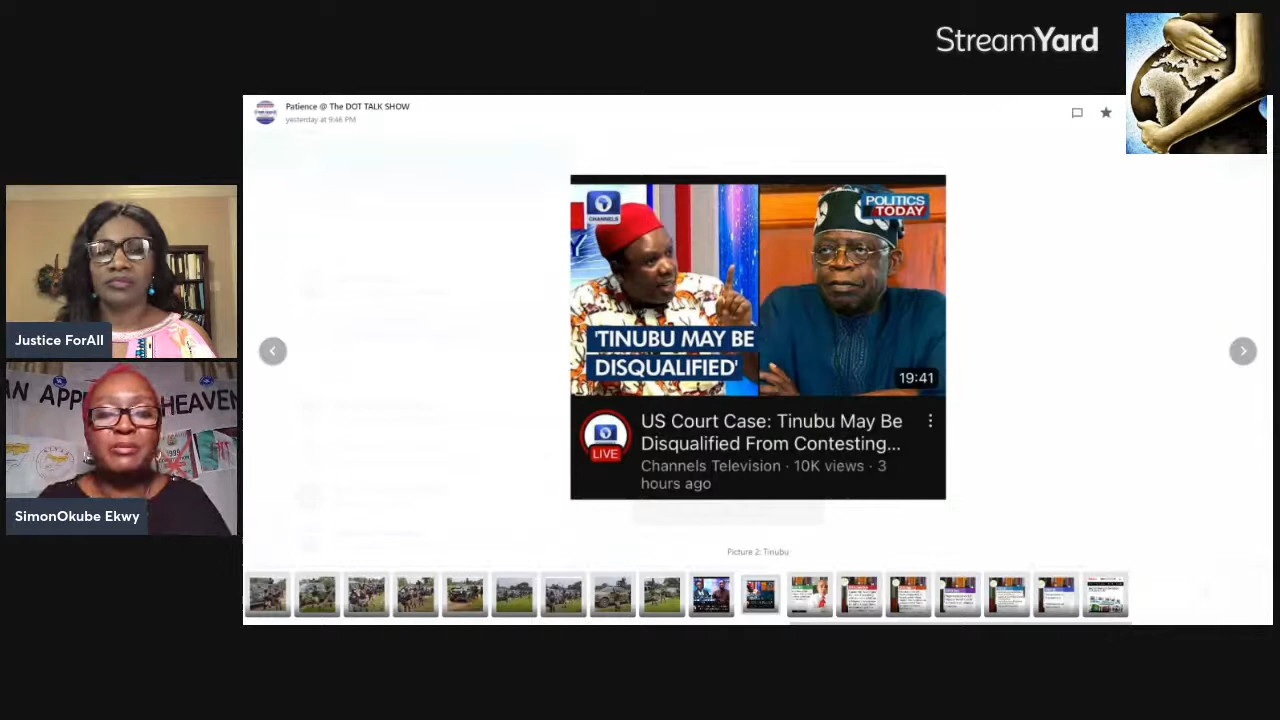 StreamYard
Patience @ The DOT TALK SHOW
yesterday at 9:46 PM
CHANNELS
POLITICS
TODAY
'TINUBU MAY BE
DISQUALIFIED'
19:41
LIVE
US Court Case: Tinubu May Be
Disqualified From Contesting...
Channels Television · 10K views · 3
hours ago
Picture 2: Tinubu
Justice ForAll
AN APP HEAVEN
1999
SimonOkube Ekwy